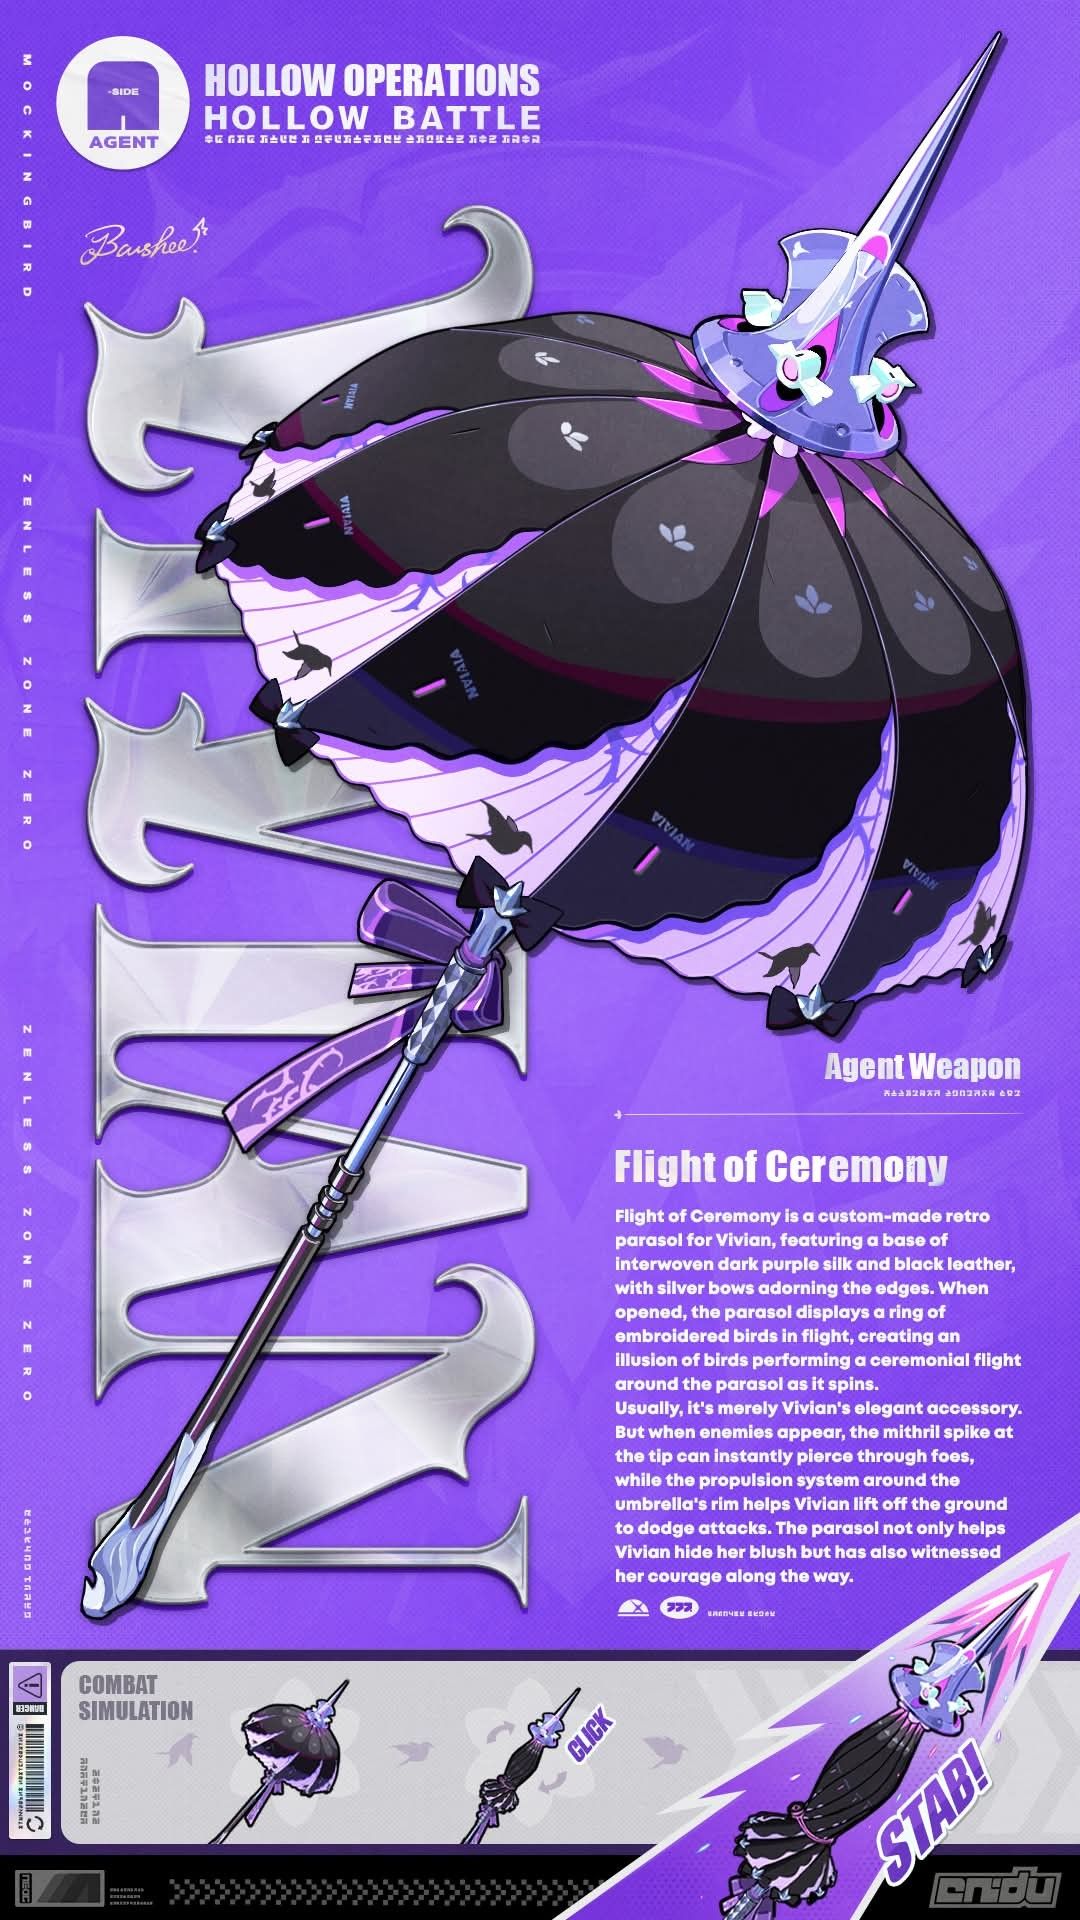 MOCKINGBIRD
-SIDE
AGENT
HOLLOW OPERATIONS
HOLLOW BATTLE
Banshee
VIVIAN
VIVIAN
VIVIAN
VIVIAN
VIVIAN
ZENLESS ZONE ZERO
ZENLESS ZONE ZERO
Agent Weapon
Flight of Ceremony
Flight of Ceremony is a custom-made retro
parasol for Vivian, featuring a base of
interwoven dark purple silk and black leather,
with silver bows adorning the edges. When
opened, the parasol displays a ring of
embroidered birds in flight, creating an
illusion of birds performing a ceremonial flight
around the parasol as it spins.
Usually, it's merely Vivian's elegant accessory.
But when enemies appear, the mithril spike at
the tip can instantly pierce through foes,
while the propulsion system around the
umbrella's rim helps Vivian lift off the ground
to dodge attacks. The parasol not only helps
Vivian hide her blush but has also witnessed
her courage along the way.
COMBAT
SIMULATION
CLICK
STAB!
DANGER